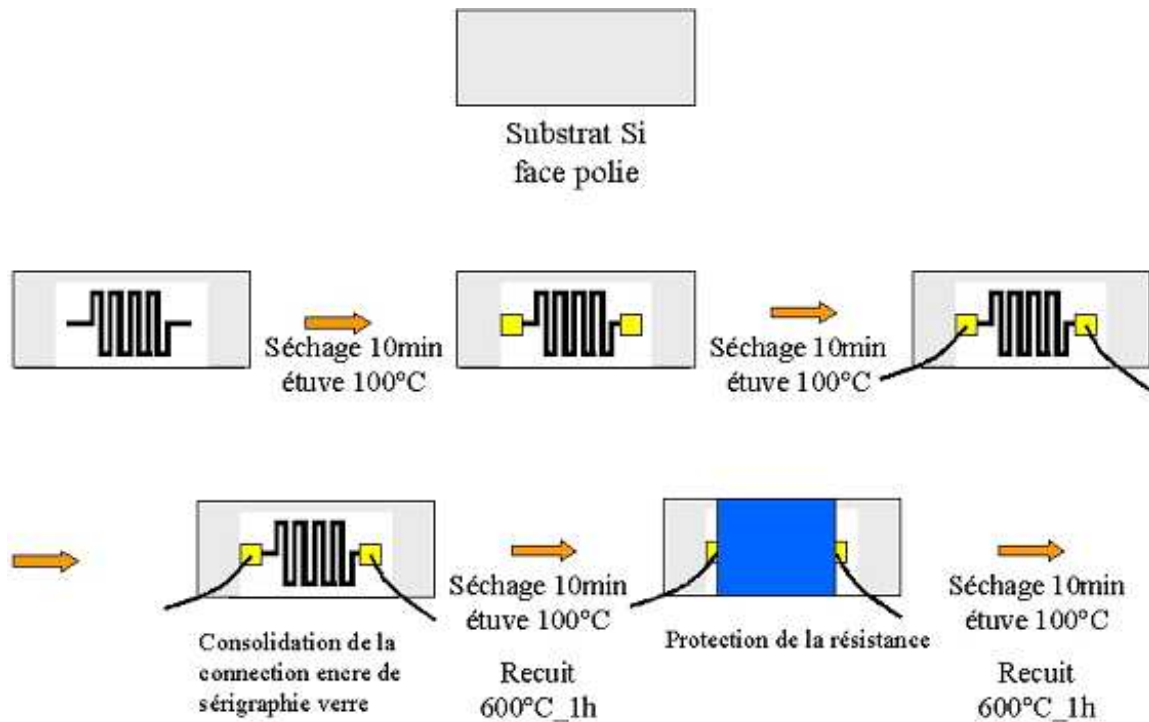 Substrat Si
face polie
Séchage 10min
étuve 100°C
Séchage 10min
étuve 100°C
Consolidation de la
connection encre de
sérigraphie verre
Séchage 10min
étuve 100°C
Recuit
600°C_1h
Protection de la résistance
Séchage 10min
étuve 100°C
Recuit
600°C_1h